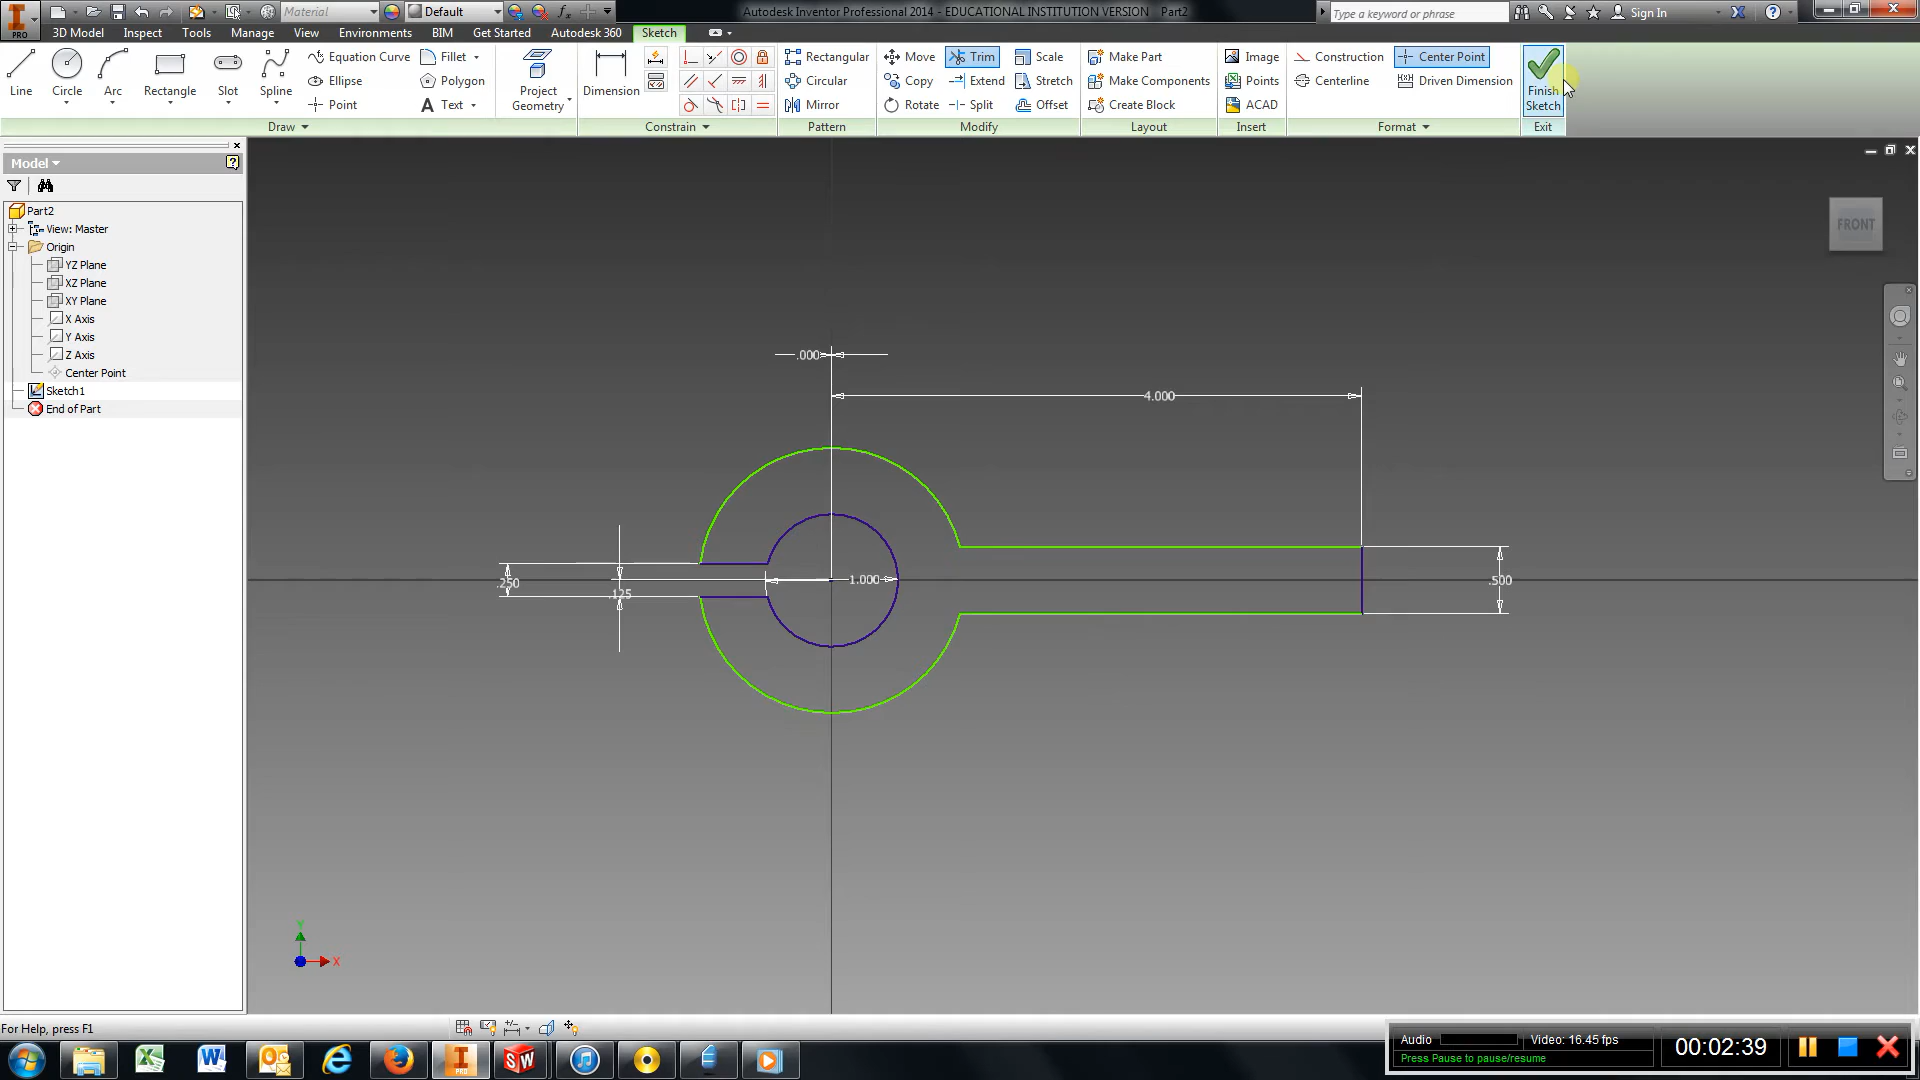 Material
Default
Autodesk Inventor Professional 2014 - EDUCATIONAL INSTITUTION VERSION Part2
Type a keyword or phrase
Sign In
PRO
3D Model Inspect Tools Manage View Environments BIM Get Started Autodesk 360 Sketch
Line
Circle
Arc
Rectangle
Slot
Spline
Equation Curve
Ellipse
Point
Fillet
Polygon
Text
Project Geometry
Dimension
Rectangular
Circular
Mirror
Move
Copy
Rotate
Trim
Extend
Split
Scale
Stretch
Offset
Make Part
Make Components
Create Block
Image
Points
ACAD
Construction
Centerline
Center Point
Driven Dimension
Finish
Sketch
Draw Constrain Pattern Modify Layout Insert Format Exit
Model
Part2
View: Master
Origin
YZ Plane
XZ Plane
XY Plane
X Axis
Y Axis
Z Axis
Center Point
Sketch1
End of Part
FRONT
.000
4.000
.250
.125
1.000
.500
Y
X
For Help, press F1
Audio
Video: 16.45 fps
Press Pause to pause/resume
00:02:39
PRO
SW